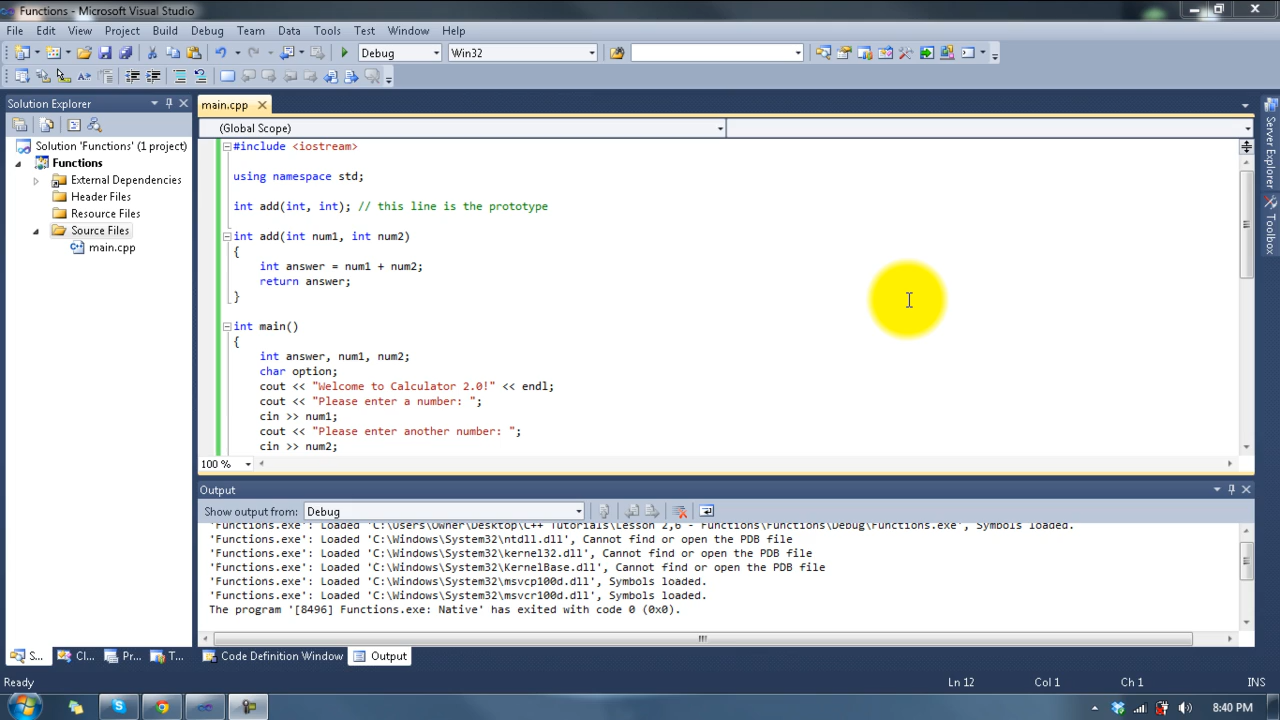 Functions - Microsoft Visual Studio
File Edit View Project Build Debug Team Data Tools Test Window Help
Debug Win32
Solution Explorer
main.cpp
(Global Scope)
Solution 'Functions' (1 project)
Functions
External Dependencies
Header Files
Resource Files
Source Files
main.cpp
#include <iostream>
using namespace std;
int add(int, int); // this line is the prototype
int add(int num1, int num2)
{
int answer = num1 + num2;
return answer;
}
int main()
{
int answer, num1, num2;
char option;
cout << "Welcome to Calculator 2.0!" << endl;
cout << "Please enter a number: ";
cin >> num1;
cout << "Please enter another number: ";
cin >> num2;
100 %
Server Explorer
Toolbox
Output
Show output from: Debug
'Functions.exe': Loaded 'C:\Users\Owner\Desktop\C++ Tutorials\Lesson 2,6 - Functions\Functions\Debug\Functions.exe', Symbols loaded.
'Functions.exe': Loaded 'C:\Windows\System32\ntdll.dll', Cannot find or open the PDB file
'Functions.exe': Loaded 'C:\Windows\System32\kernel32.dll', Cannot find or open the PDB file
'Functions.exe': Loaded 'C:\Windows\System32\KernelBase.dll', Cannot find or open the PDB file
'Functions.exe': Loaded 'C:\Windows\System32\msvcp100d.dll', Symbols loaded.
'Functions.exe': Loaded 'C:\Windows\System32\msvcr100d.dll', Symbols loaded.
The program '[8496] Functions.exe: Native' has exited with code 0 (0x0).
S... Cl... Pr... T... Code Definition Window Output
Ready Ln 12 Col 1 Ch 1 INS
8:40 PM